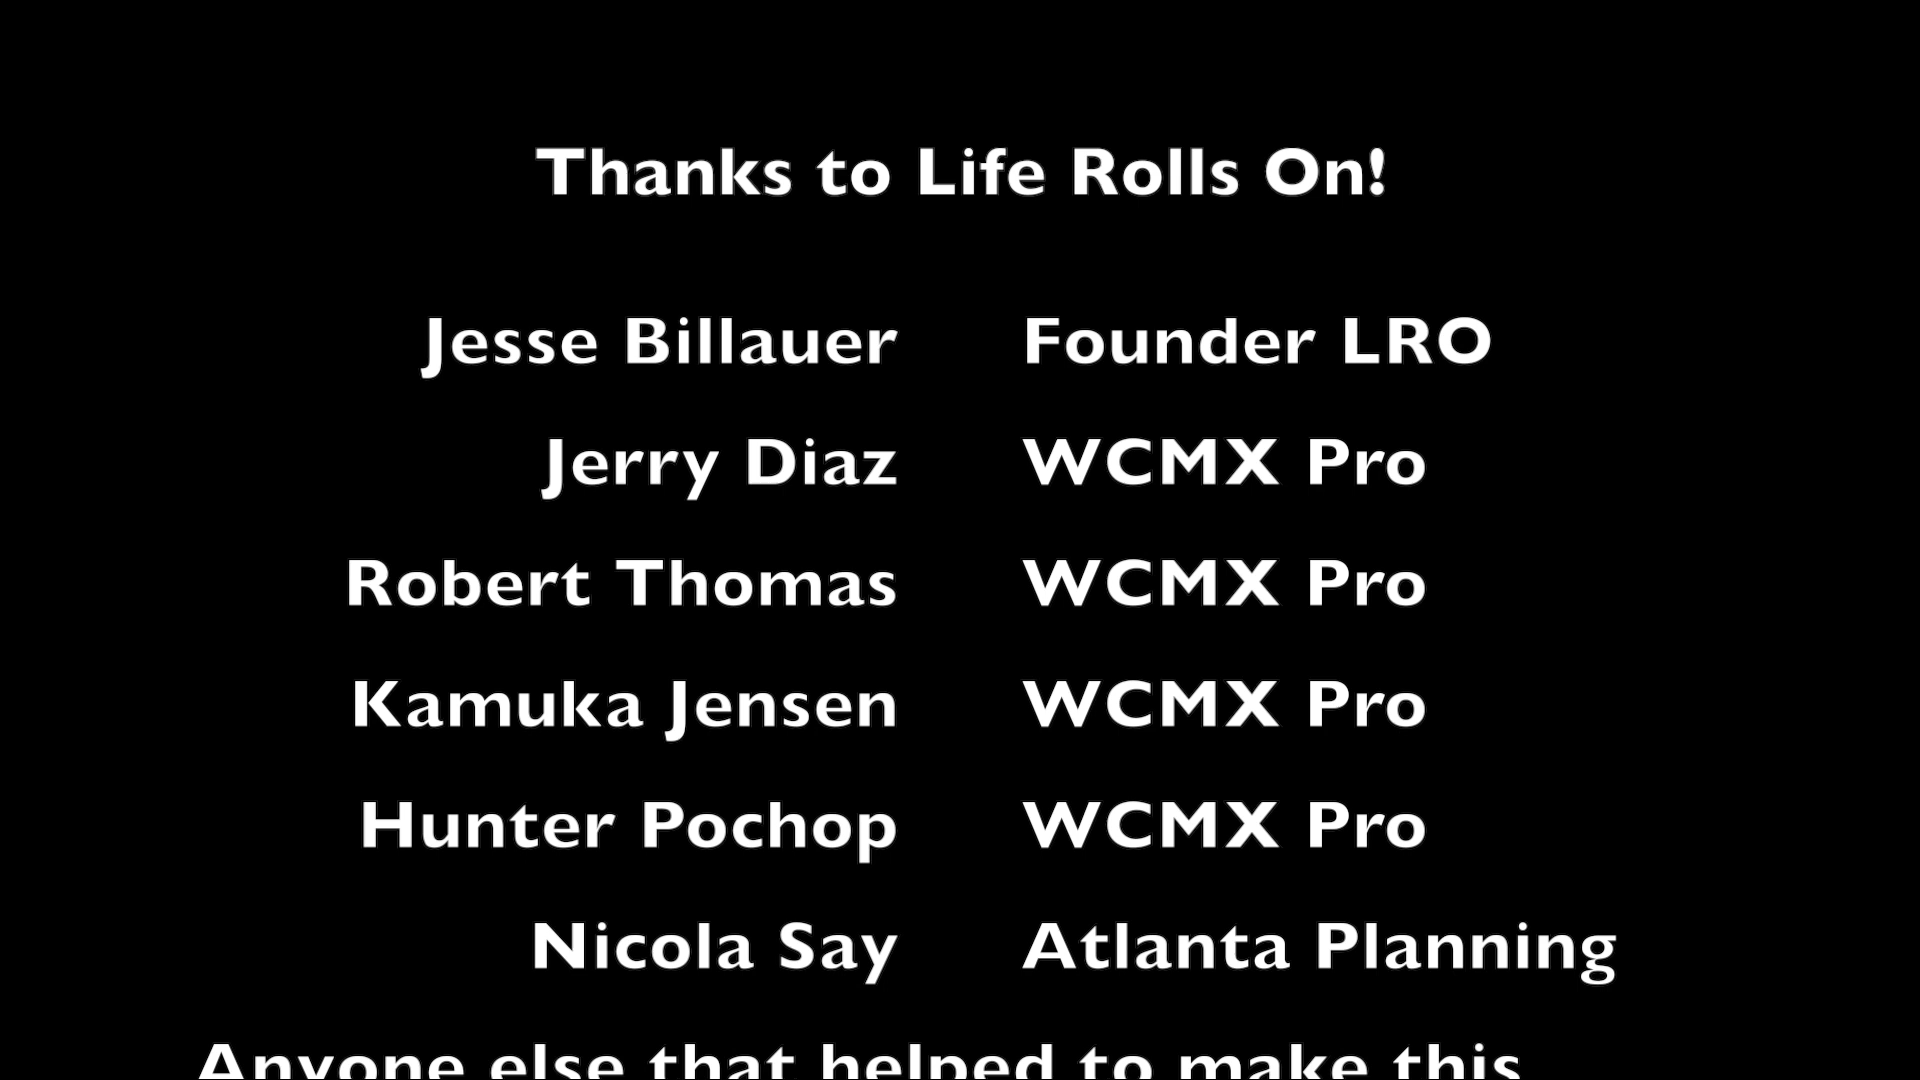 Thanks to Life Rolls On!
Jesse Billauer Founder LRO
Jerry Diaz WCMX Pro
Robert Thomas WCMX Pro
Kamuka Jensen WCMX Pro
Hunter Pochop WCMX Pro
Nicola Say Atlanta Planning
Anyone else that helped to make this